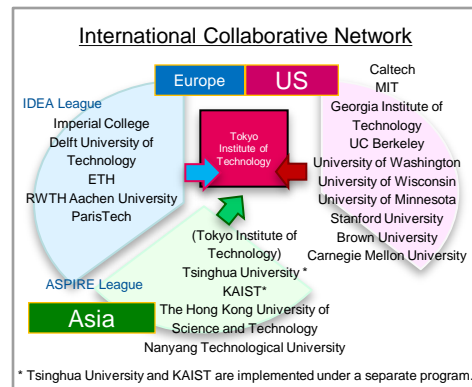 International Collaborative Network
Europe
US
IDEA League
Imperial College
Delft University of
Technology
ETH
RWTH Aachen University
ParisTech
Tokyo
Institute of
Technology
Caltech
MIT
Georgia Institute of
Technology
UC Berkeley
University of Washington
University of Wisconsin
University of Minnesota
Stanford University
Brown University
Carnegie Mellon University
ASPIRE League
Asia
(Tokyo Institute of
Technology)
Tsinghua University *
KAIST*
The Hong Kong University of
Science and Technology
Nanyang Technological University
* Tsinghua University and KAIST are implemented under a separate program.